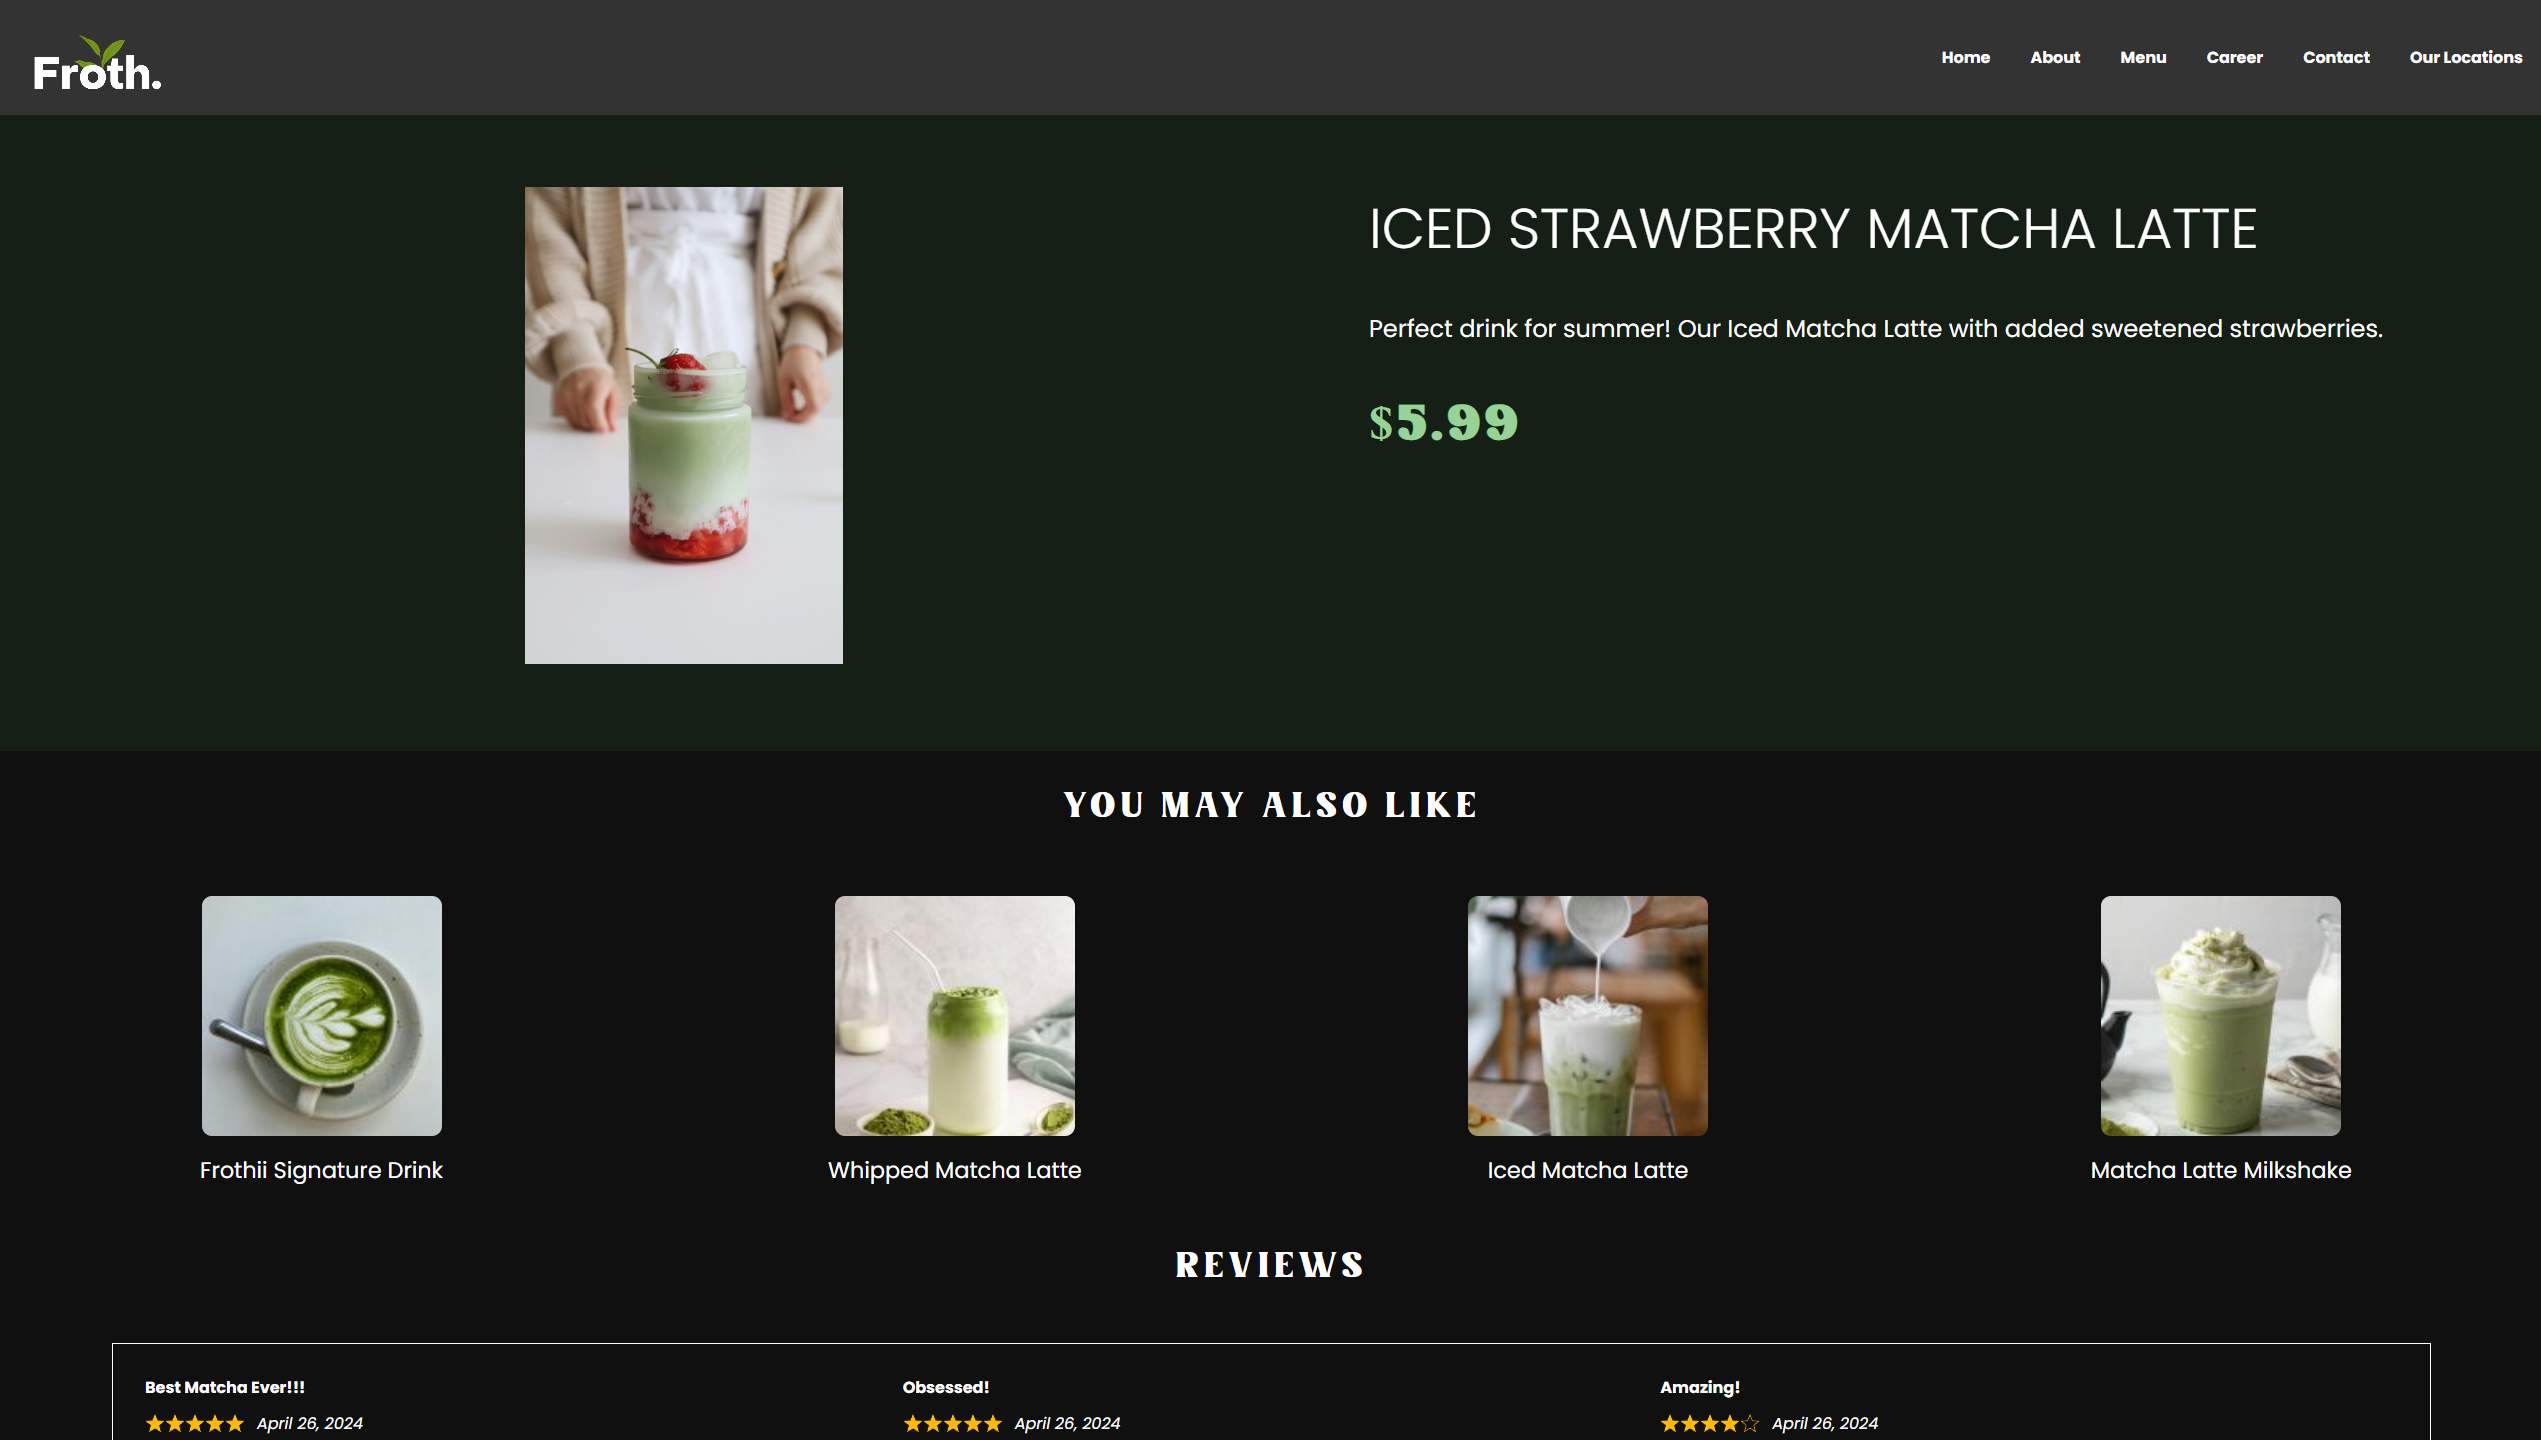 Froth.
Home About Menu Career Contact Our Locations
ICED STRAWBERRY MATCHA LATTE
Perfect drink for summer! Our Iced Matcha Latte with added sweetened strawberries.
$5.99
YOU MAY ALSO LIKE
Frothii Signature Drink
Whipped Matcha Latte
Iced Matcha Latte
Matcha Latte Milkshake
REVIEWS
Best Matcha Ever!!!
April 26, 2024
Obsessed!
April 26, 2024
Amazing!
April 26, 2024